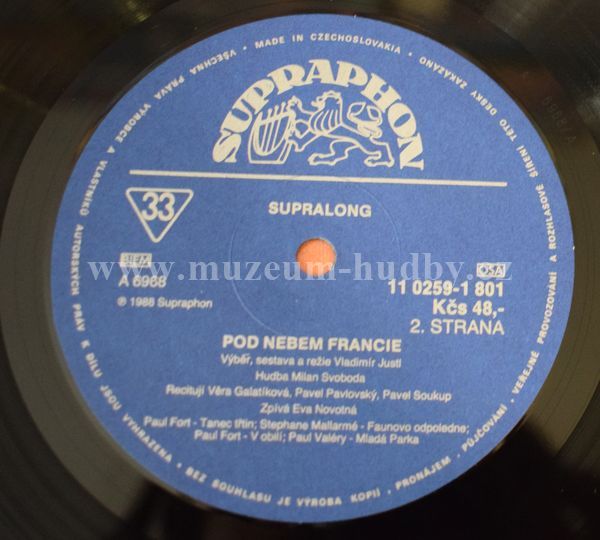 VŠECHNA PRÁVA VÝROBCE A VLASTNÍKŮ AUTORSKÝCH PRÁV K DÍLU JSOU VYHRAZENA • BEZ SOUHLASU JE VÝROBA KOPIÍ • PRONÁJEM • PŮJČOVÁNÍ • VEŘEJNÉ PROVOZOVÁNÍ A ROZHLASOVÉ ŠÍŘENÍ TÉTO DESKY ZAKÁZÁNO • MADE IN CZECHOSLOVAKIA •
SUPRAPHON
33
SUPRALONG
www.muzeum-hudby.cz
OSA
A 6968
11 0259-1 801
℗ 1988 Supraphon
Kčs 48,-
2. STRANA
POD NEBEM FRANCIE
Výběr, sestava a režie Vladimír Justl
Hudba Milan Svoboda
Recitují Věra Galatíková, Pavel Pavlovský, Pavel Soukup
Zpívá Eva Novotná
Paul Fort - Tanec třtin; Stephane Mallarmé - Faunovo odpoledne;
Paul Fort - V obilí; Paul Valéry - Mladá Parka